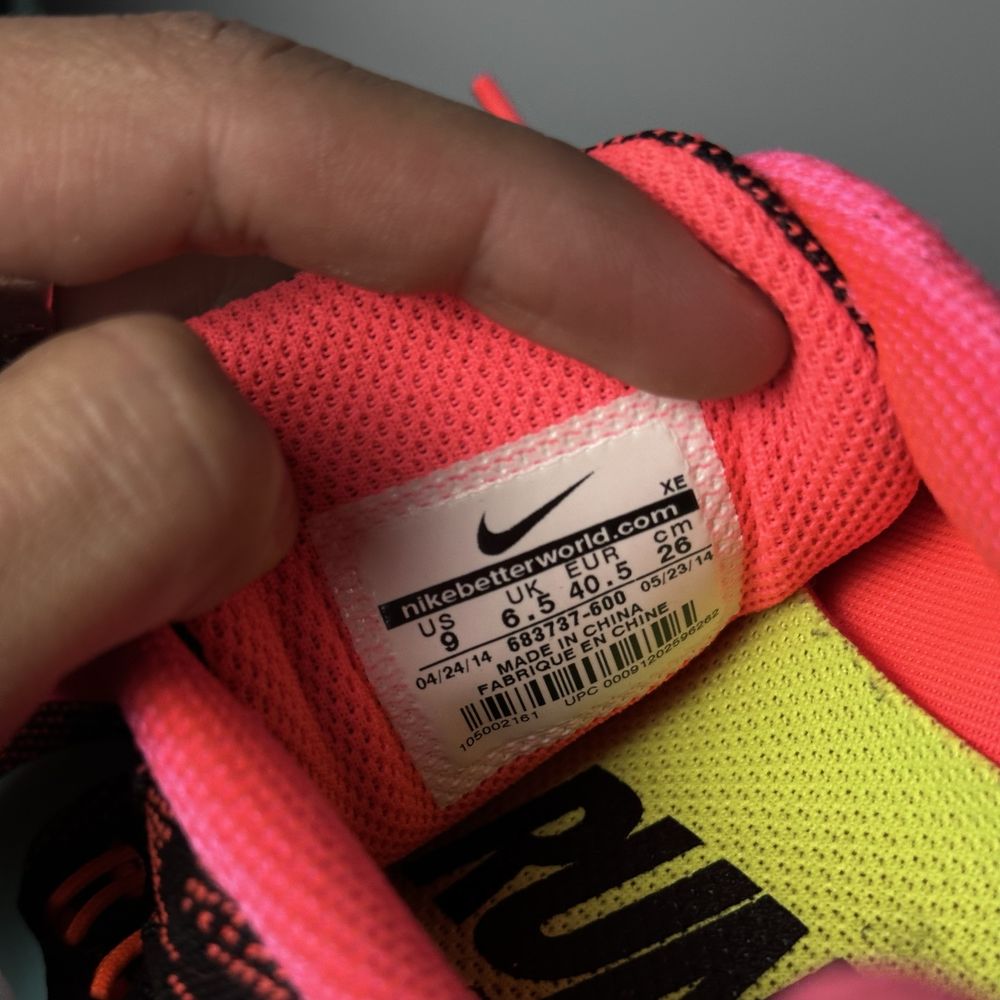 XE
nikebetterworld.com
US UK EUR cm
9 6.5 40.5 26
04/24/14 683737-600 05/23/14
MADE IN CHINA
FABRIQUE EN CHINE
105002161 UPC 00091202596262
RUN